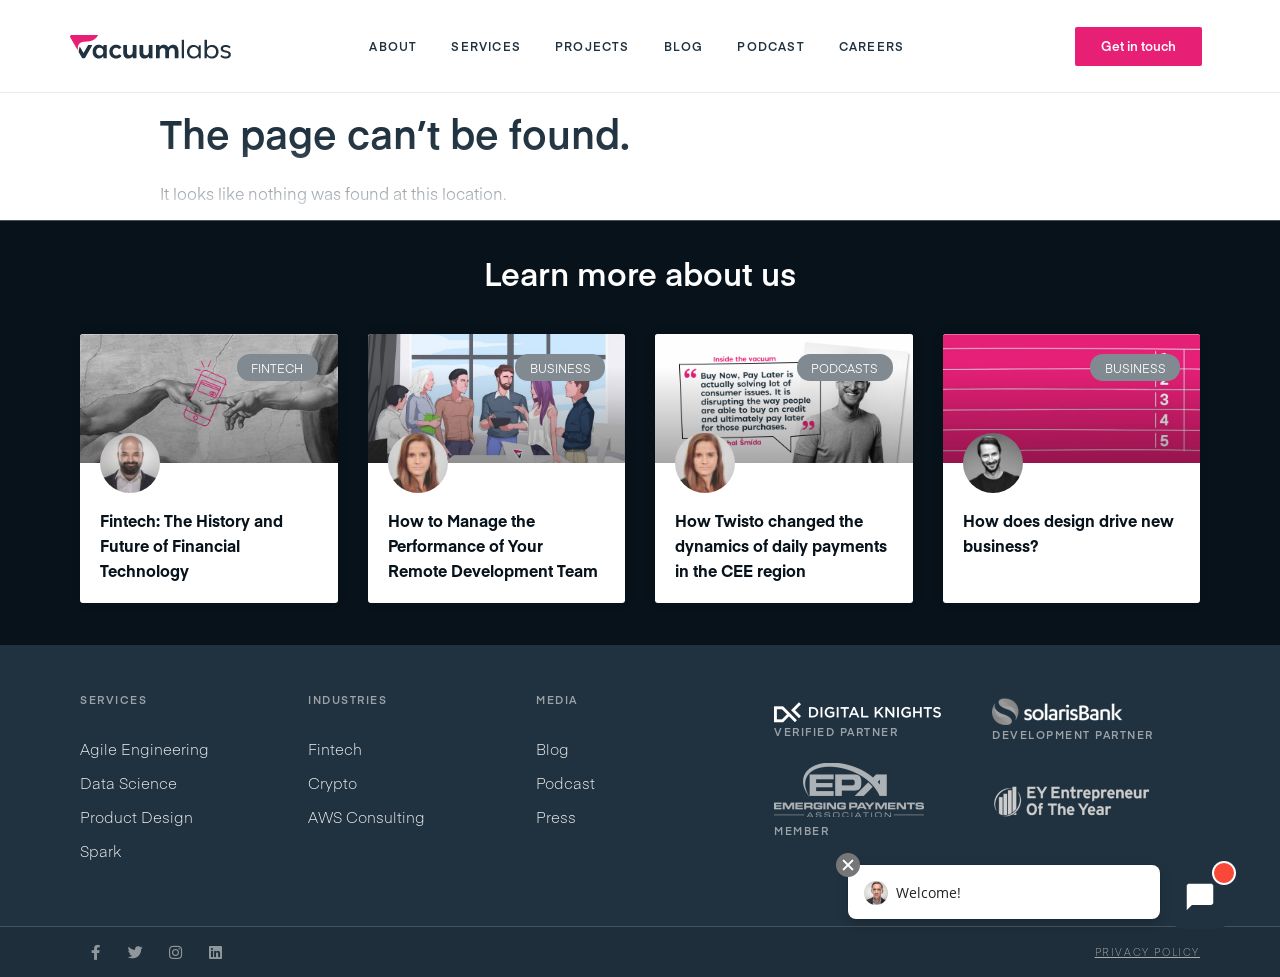 vacuumlabs
ABOUT
SERVICES
PROJECTS
BLOG
PODCAST
CAREERS
Get in touch
The page can't be found.
It looks like nothing was found at this location.
Learn more about us
FINTECH
Fintech: The History and
Future of Financial
Technology
BUSINESS
How to Manage the
Performance of Your
Remote Development Team
PODCASTS
Inside the vacuum
Buy Now, Pay Later is
actually solving lot of
consumer issues. It is
disrupting the way people
are able to buy on credit
and ultimately pay later
for those purchases.
hal Šmída
How Twisto changed the
dynamics of daily payments
in the CEE region
BUSINESS
2
3
4
5
How does design drive new
business?
SERVICES
Agile Engineering
Data Science
Product Design
Spark
INDUSTRIES
Fintech
Crypto
AWS Consulting
MEDIA
Blog
Podcast
Press
DIGITAL KNIGHTS
VERIFIED PARTNER
solarisBank
DEVELOPMENT PARTNER
EPA
EMERGING PAYMENTS
ASSOCIATION
MEMBER
EY Entrepreneur
Of The Year
Welcome!
PRIVACY POLICY